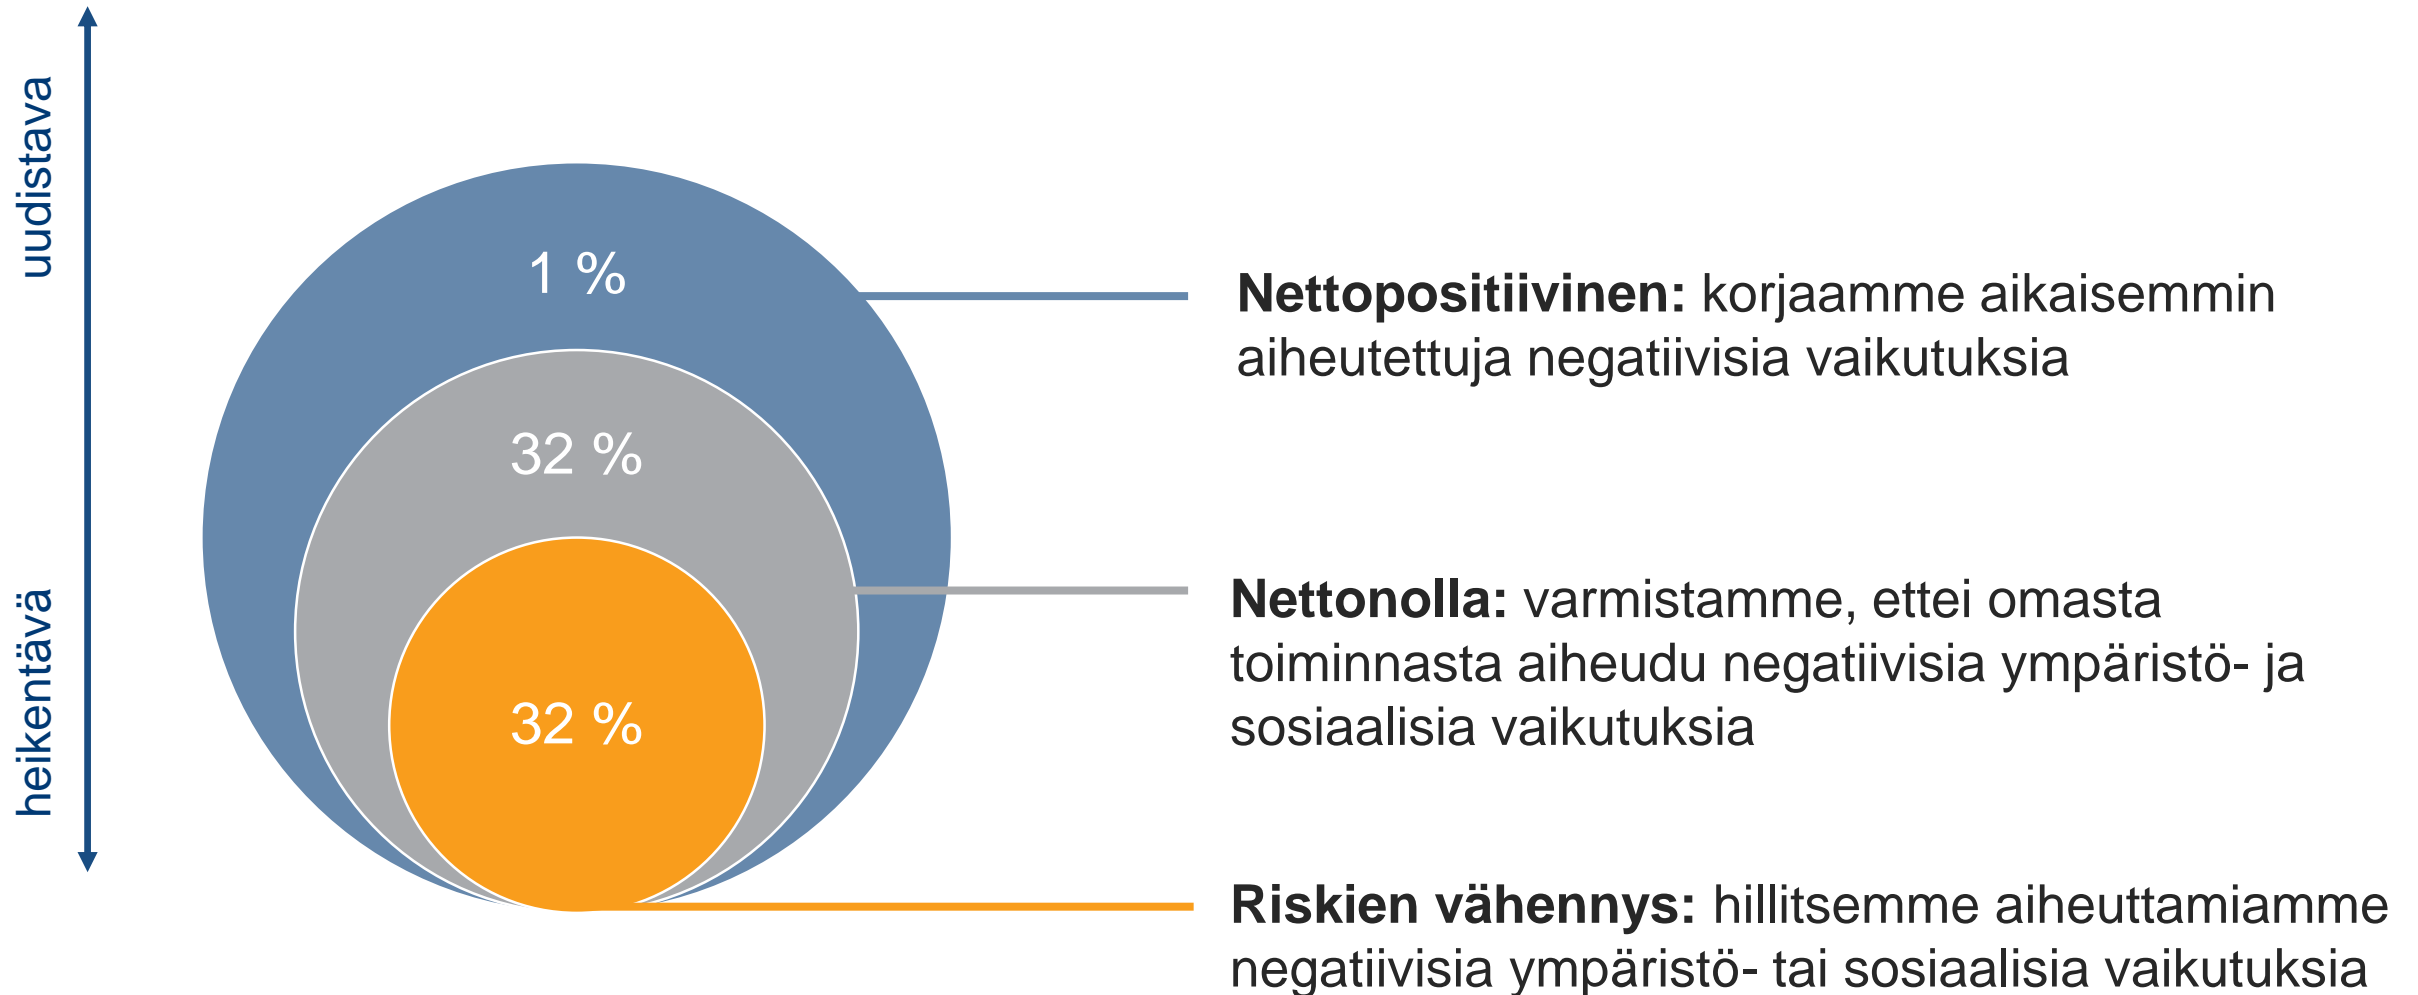 uudistava
heikentävä
1 %
32 %
32 %
Nettopositiivinen: korjaamme aikaisemmin
aiheutettuja negatiivisia vaikutuksia
Nettonolla: varmistamme, ettei omasta
toiminnasta aiheudu negatiivisia ympäristö- ja
sosiaalisia vaikutuksia
Riskien vähennys: hillitsemme aiheuttamiamme
negatiivisia ympäristö- tai sosiaalisia vaikutuksia